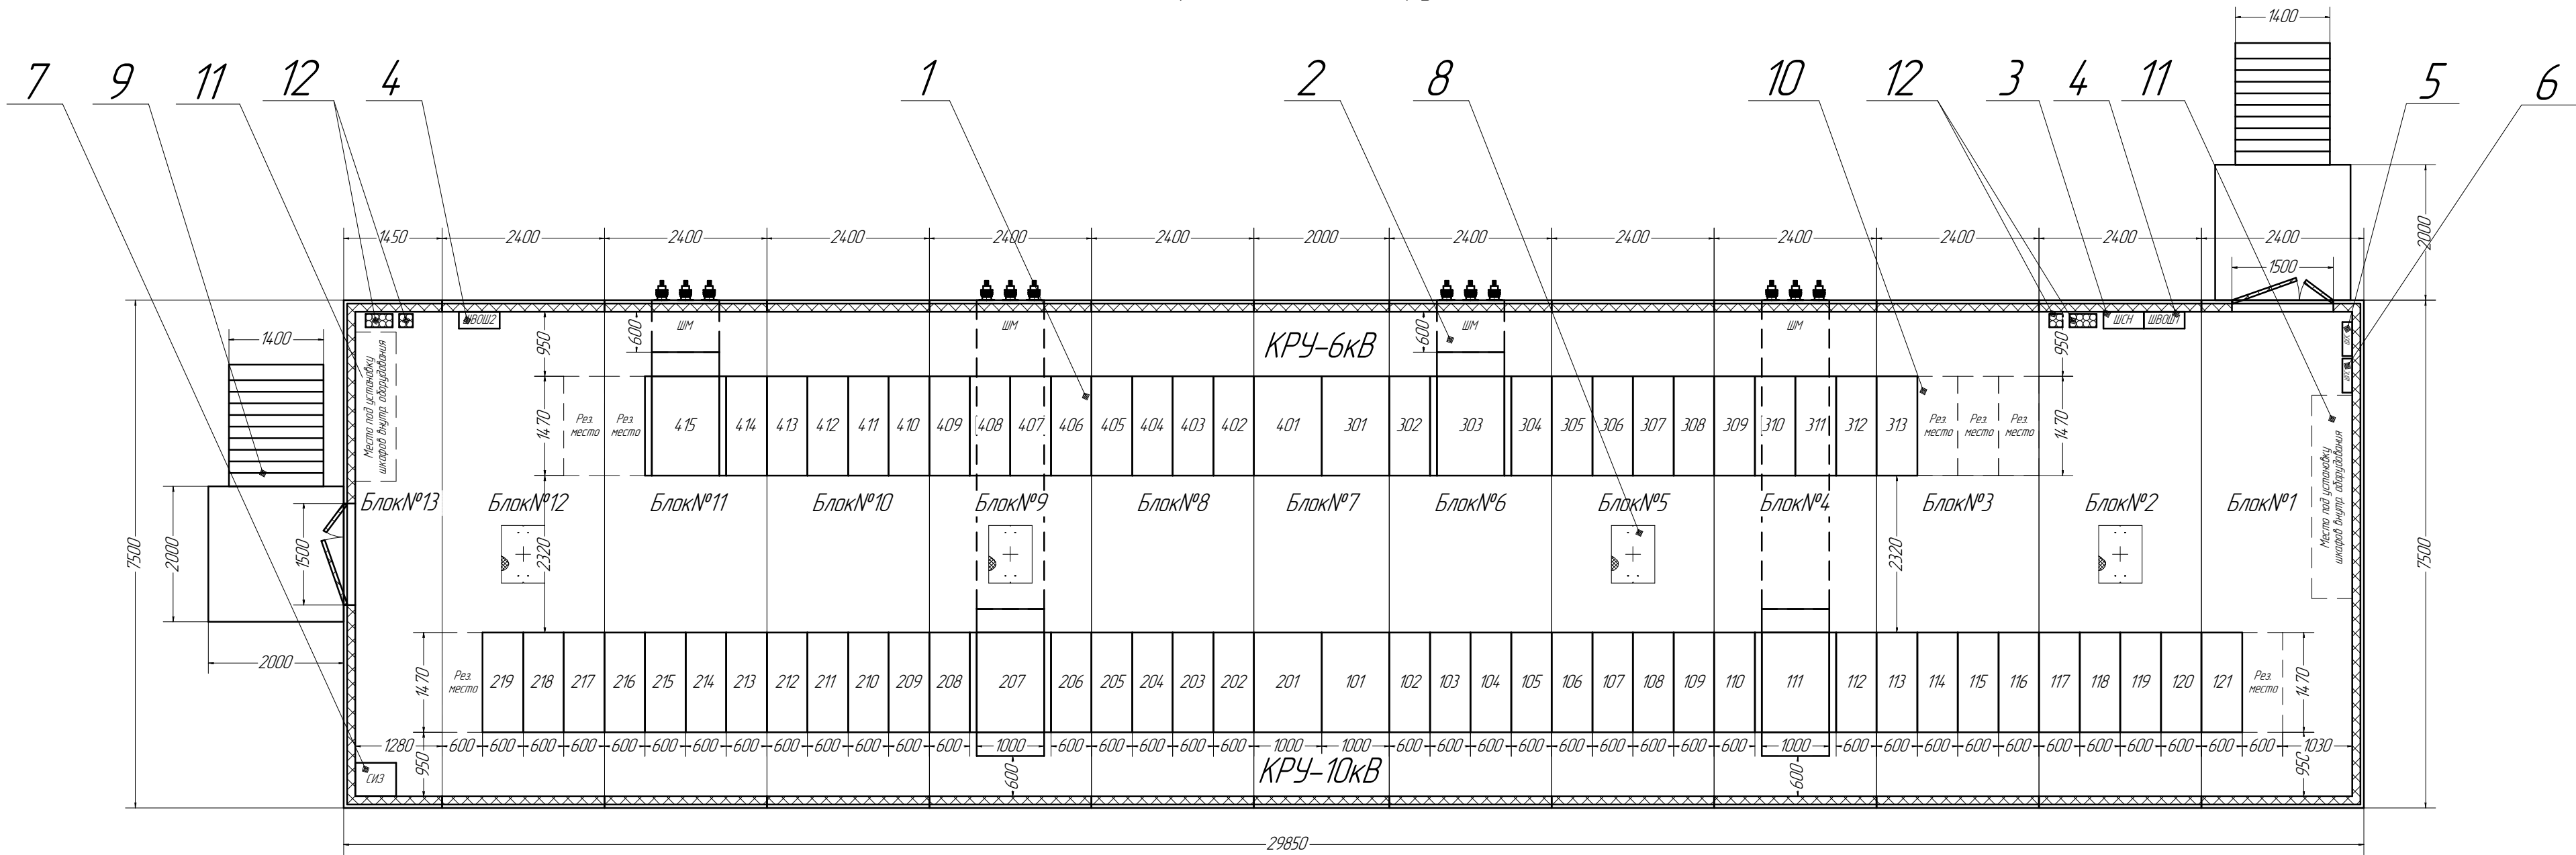 1400
7 9 11 12 4 1 2 8 10 12 3 4 11 5 6
1450 2400 2400 2400 2400 2400 2000 2400 2400 2400 2400 2400 2400
2000
1500
ШВОШ2 ШМ ШМ ШМ ШМ ШСН ШВОШ1
600 950 600 950
КРУ-6кВ
1400
Место под установку
шкафов внутр. оборудования
1470 Рез. место Рез. место 415 414 413 412 411 410 409 408 407 406 405 404 403 402 401 301 302 303 304 305 306 307 308 309 310 311 312 313 Рез. место Рез. место Рез. место 1470
Место под установку
шкафов внутр. оборудования
Блок№13 Блок№12 Блок№11 Блок№10 Блок№9 Блок№8 Блок№7 Блок№6 Блок№5 Блок№4 Блок№3 Блок№2 Блок№1
7500 2000 1500 2320 2320 7500
2000
1470 Рез. место 219 218 217 216 215 214 213 212 211 210 209 208 207 206 205 204 203 202 201 101 102 103 104 105 106 107 108 109 110 111 112 113 114 115 116 117 118 119 120 121 Рез. место 1470
1280 600 600 600 600 600 600 600 600 600 600 600 600 600 1000 600 600 600 600 600 1000 1000 600 600 600 600 600 600 600 600 600 1000 600 600 600 600 600 600 600 600 600 600 600 1030
СИЗ 950 600 КРУ-10кВ 600 950
29850